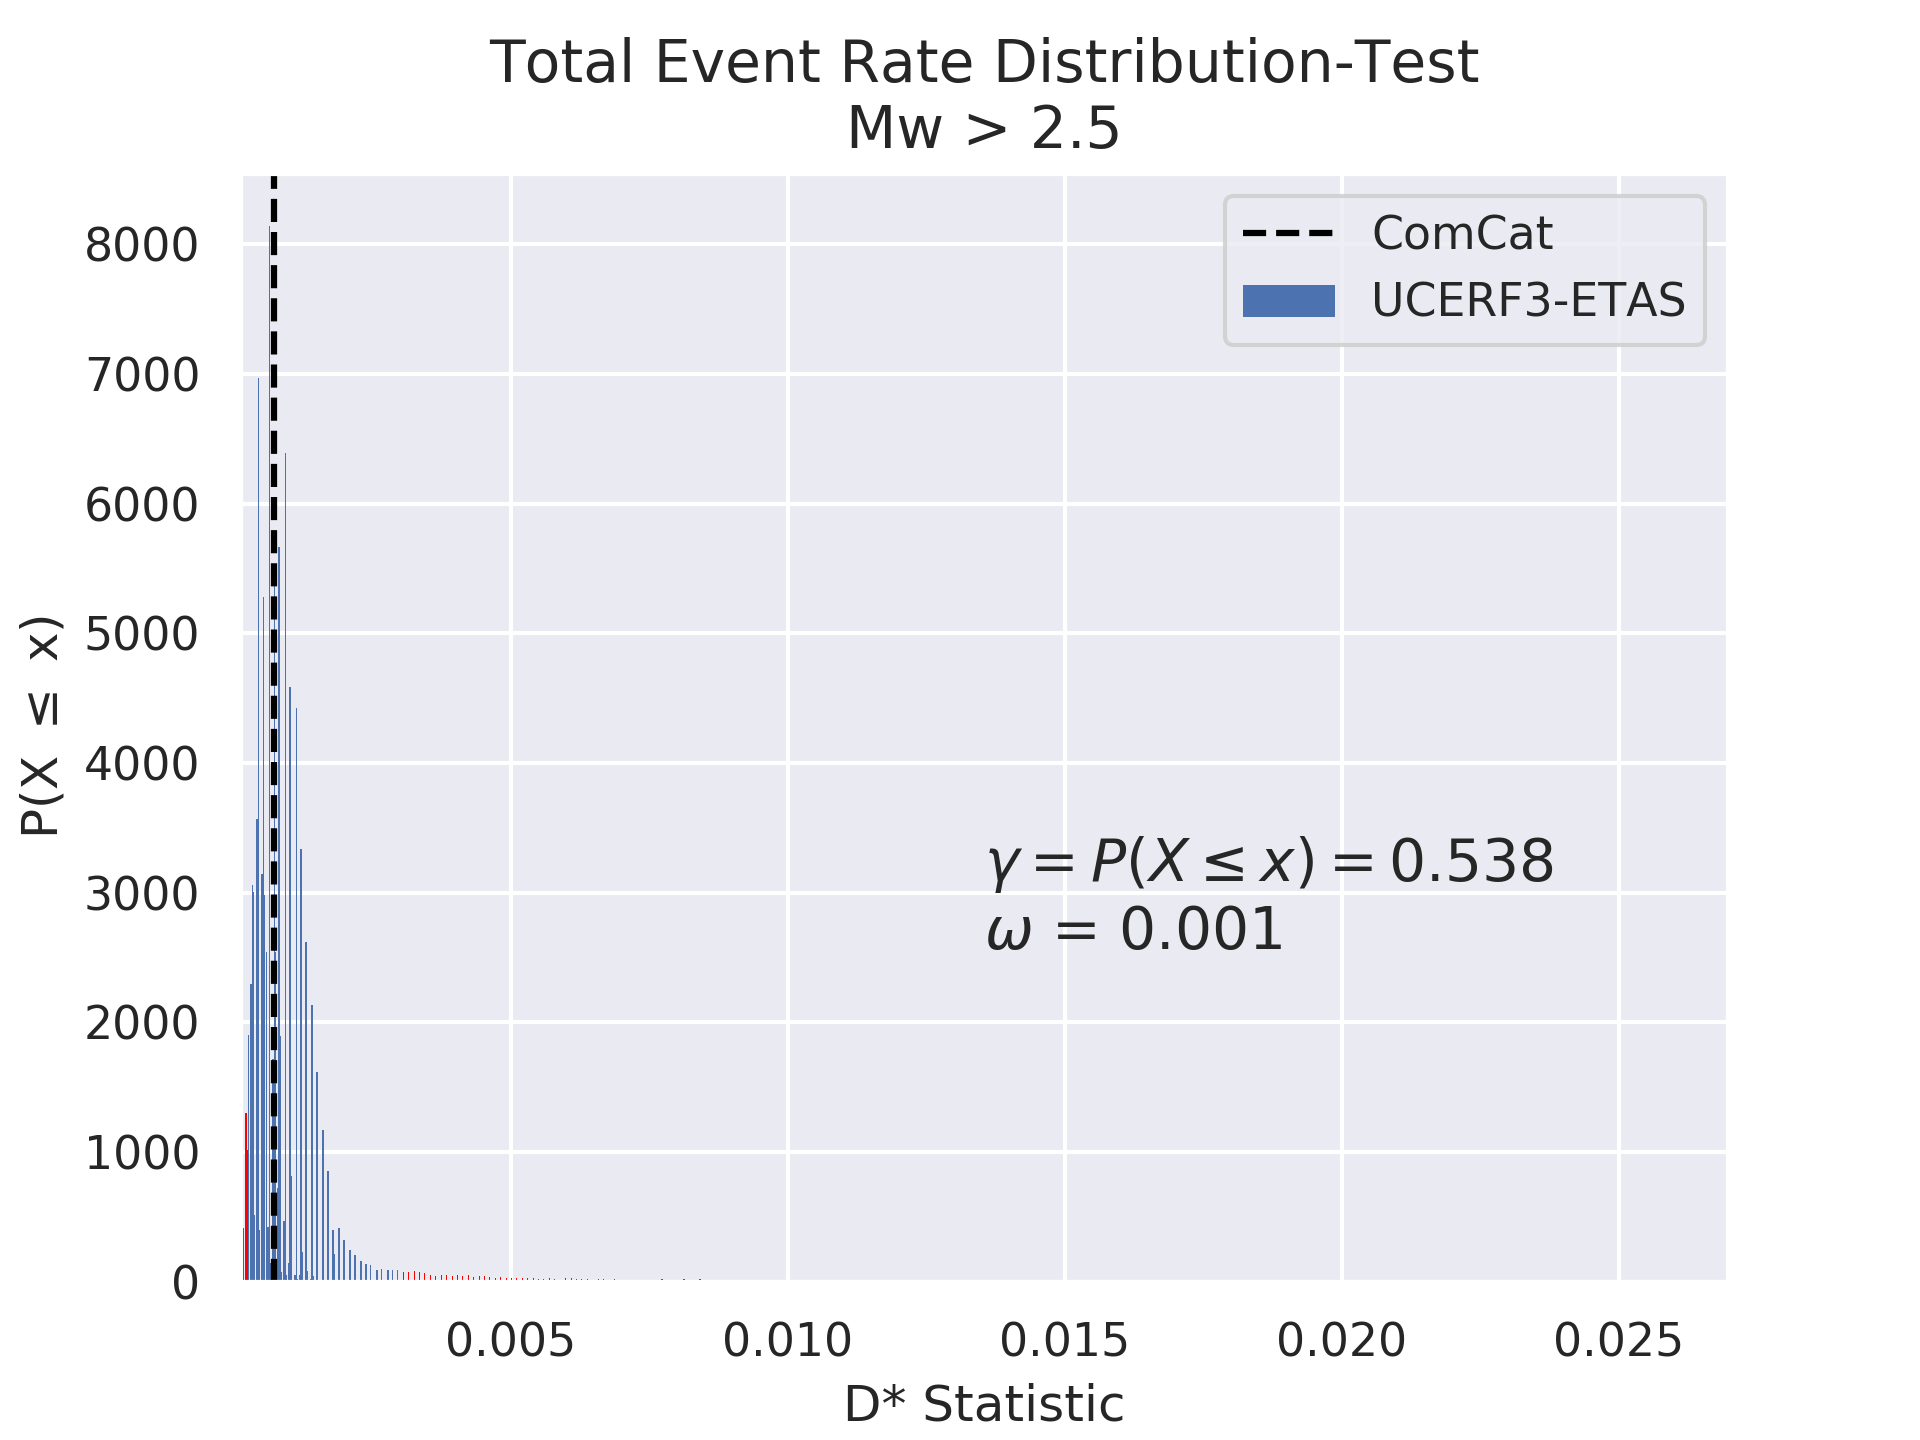 Total Event Rate Distribution-Test
Mw > 2.5
ComCat
UCERF3-ETAS
8000
7000
6000
5000
4000
3000
2000
1000
0
P(X ≤ x)
γ = P(X ≤ x) = 0.538
ω = 0.001
0.005
0.010
0.015
0.020
0.025
D* Statistic